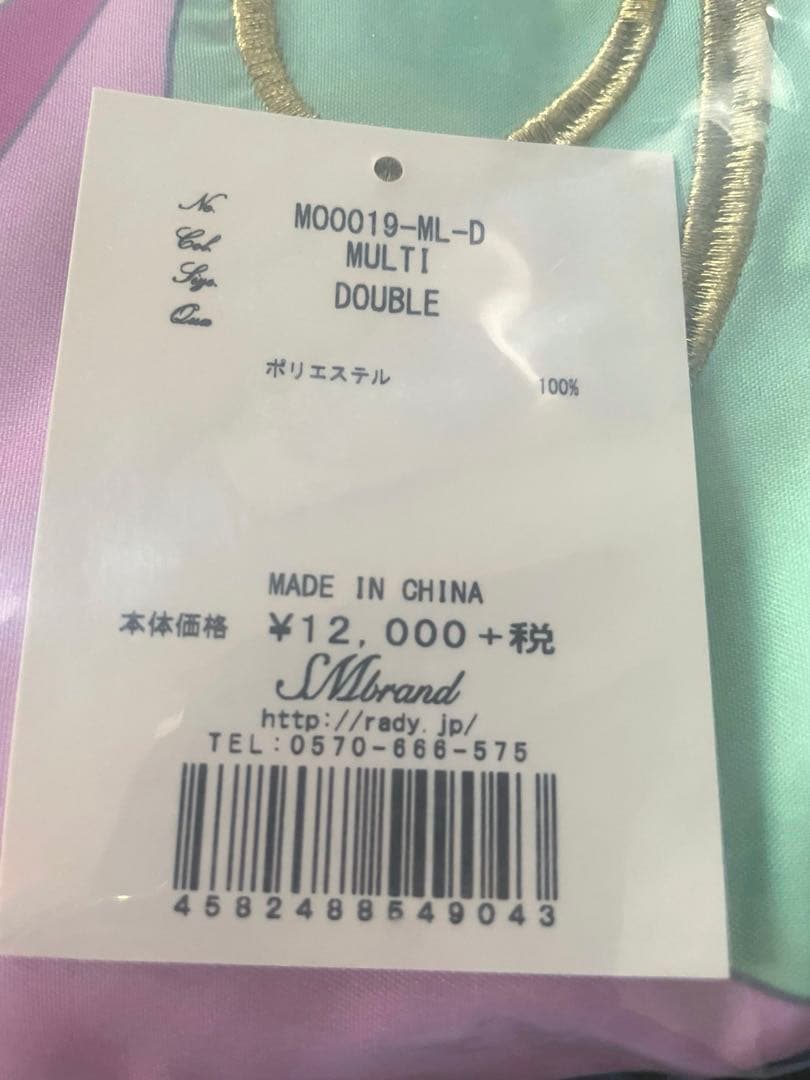 No. M00019-ML-D
Col. MULTI
Size. DOUBLE
Qua
ポリエステル 100%
MADE IN CHINA
本体価格 ¥12,000+税
SMbrand
http://rady.jp/
TEL:0570-666-575
4582488549043